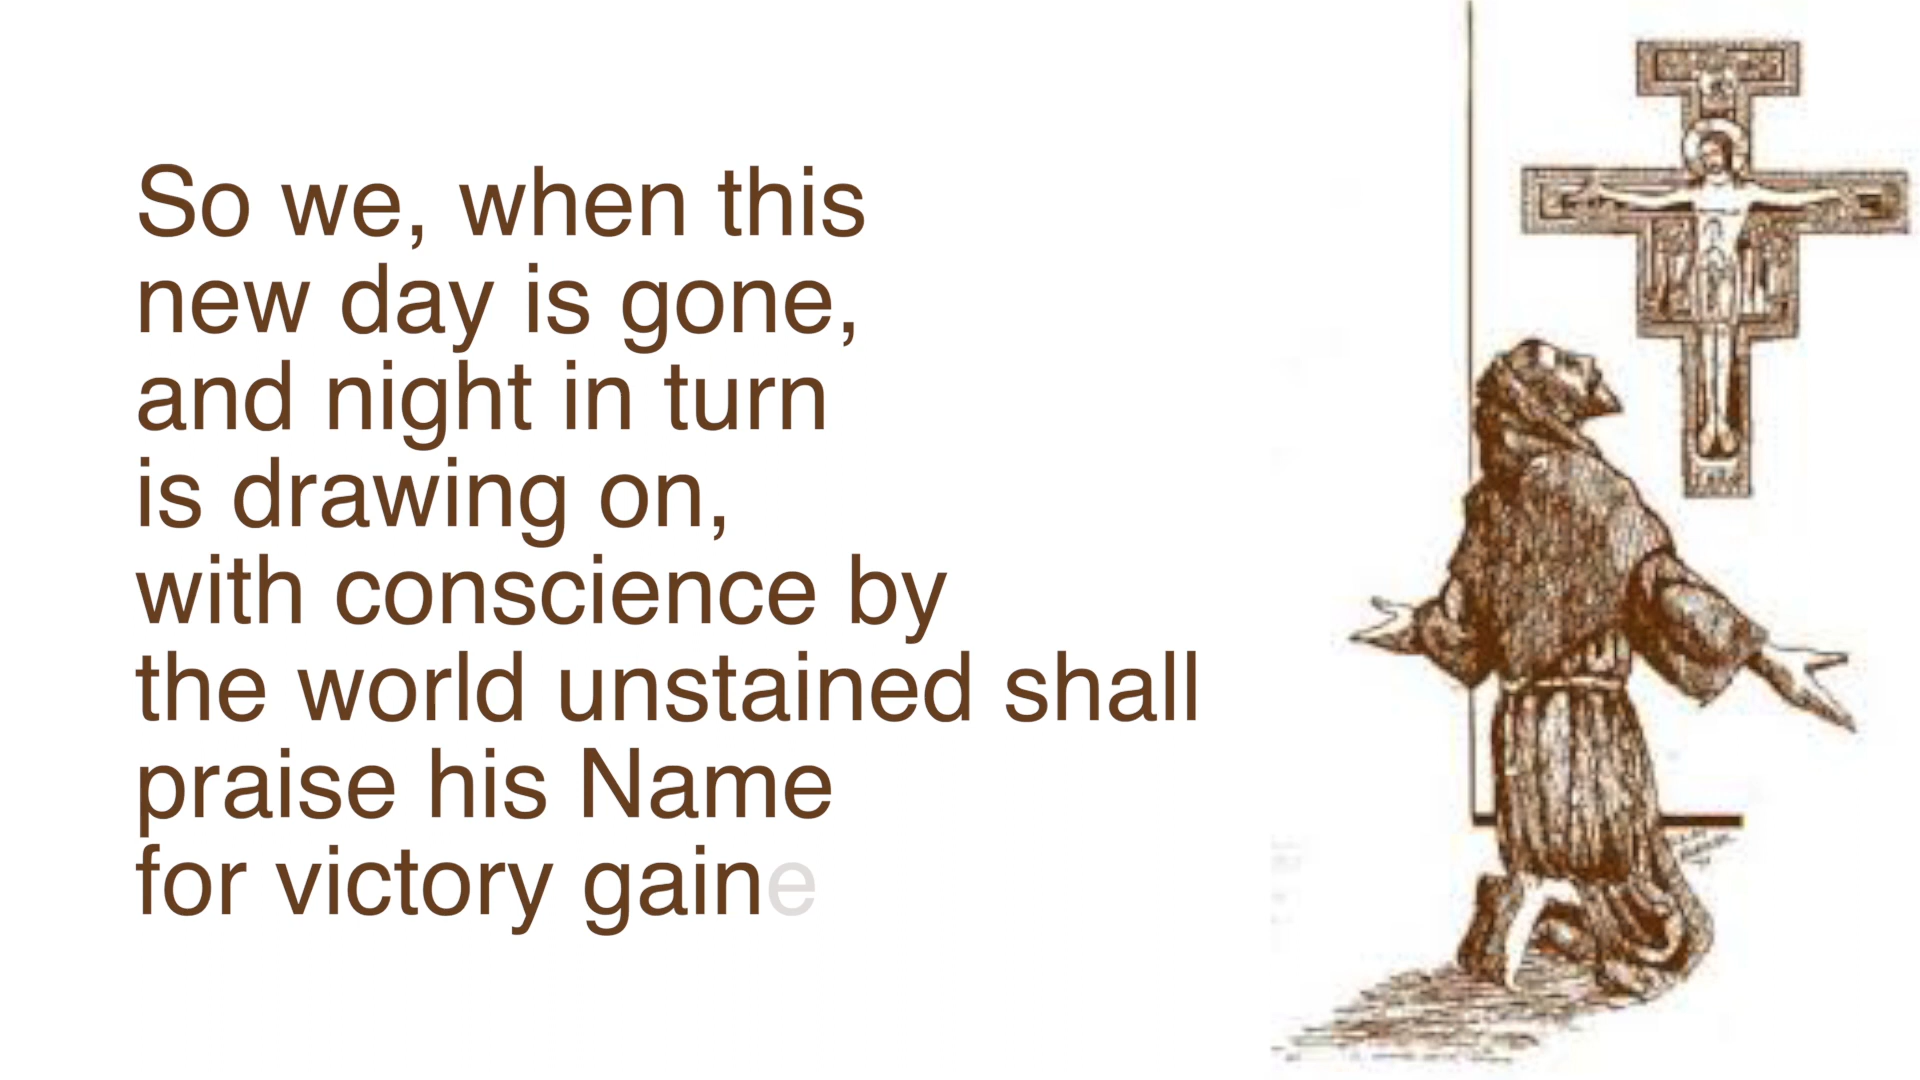 So we, when this
new day is gone,
and night in turn
is drawing on,
with conscience by
the world unstained shall
praise his Name
for victory gaine